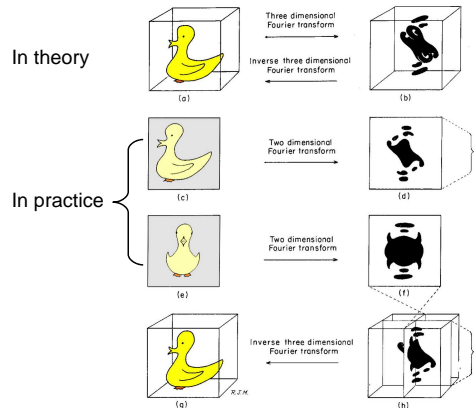 In theory
Three dimensional
Fourier transform
Inverse three dimensional
Fourier transform
(a)
(b)
In practice
Two dimensional
Fourier transform
(c)
(d)
Two dimensional
Fourier transform
(e)
(f)
Inverse three dimensional
Fourier transform
R.J.M.
(g)
(h)